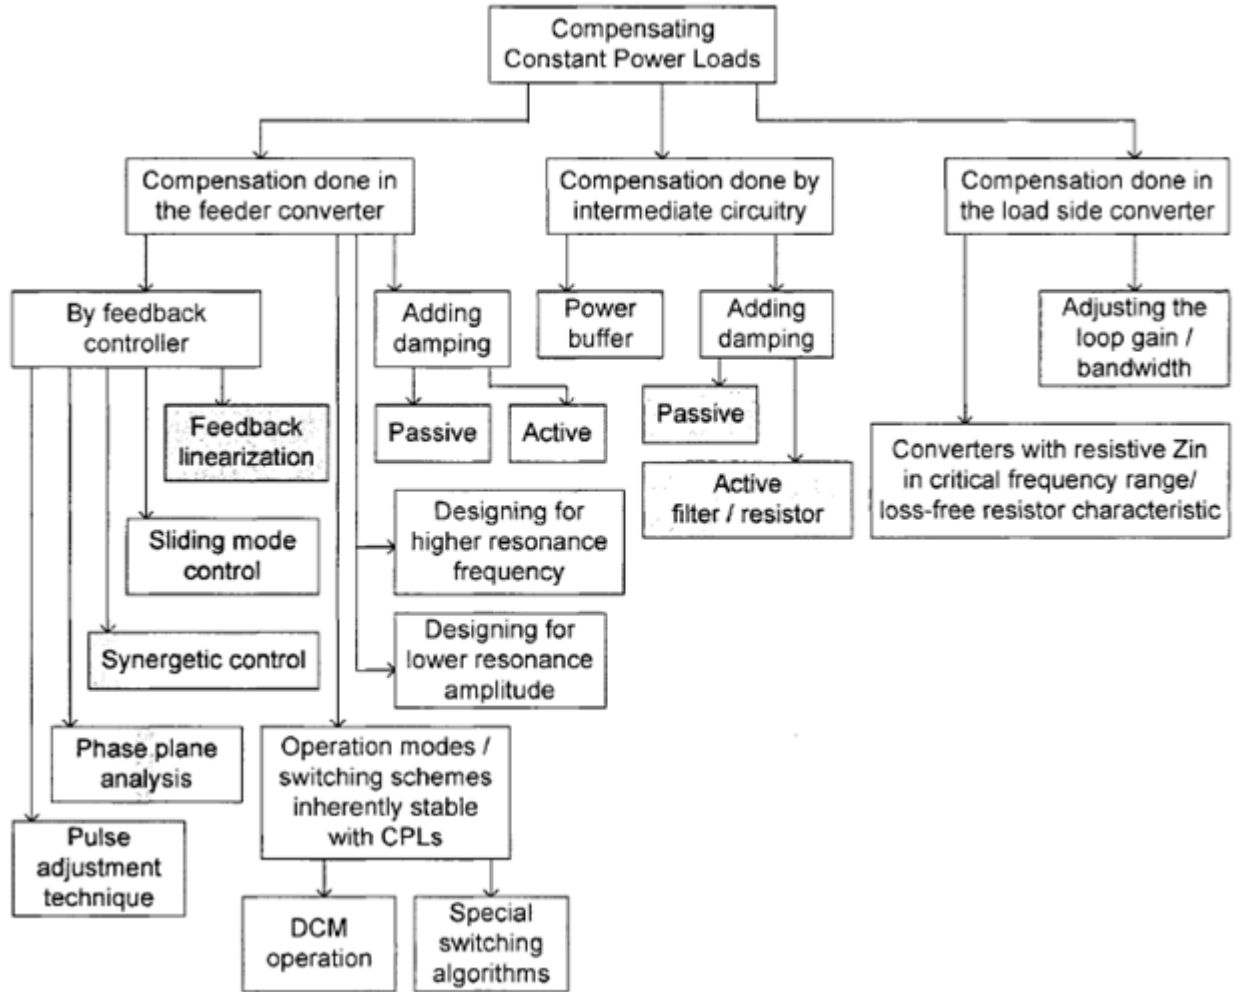 Compensating
Constant Power Loads
Compensation done in
the feeder converter
Compensation done by
intermediate circuitry
Compensation done in
the load side converter
By feedback
controller
Adding
damping
Power
buffer
Adding
damping
Adjusting the
loop gain /
bandwidth
Feedback
linearization
Passive
Active
Passive
Active
filter / resistor
Converters with resistive Zin
in critical frequency range/
loss-free resistor characteristic
Sliding mode
control
Designing for
higher resonance
frequency
Synergetic control
Designing for
lower resonance
amplitude
Phase plane
analysis
Operation modes /
switching schemes
inherently stable
with CPLs
Pulse
adjustment
technique
DCM
operation
Special
switching
algorithms